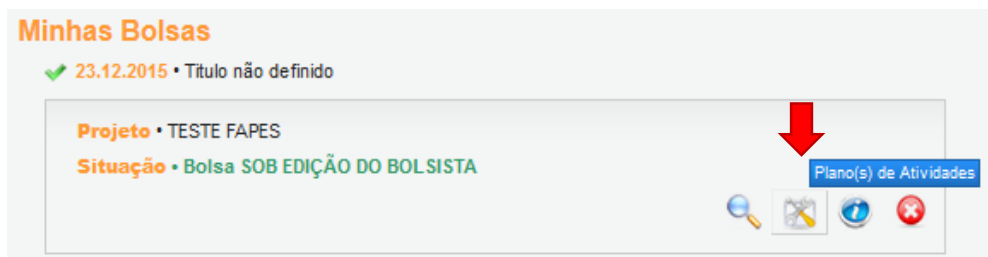 Minhas Bolsas
23.12.2015 • Titulo não definido
Projeto • TESTE FAPES
Situação • Bolsa SOB EDIÇÃO DO BOLSISTA
Plano(s) de Atividades